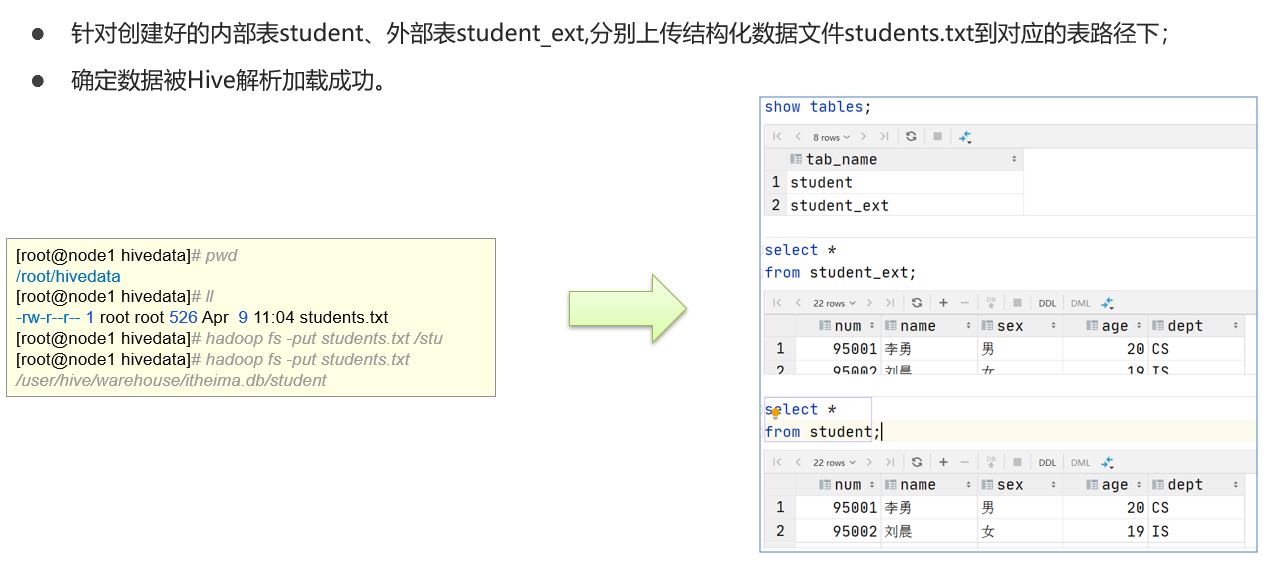 针对创建好的内部表student、外部表student_ext,分别上传结构化数据文件students.txt到对应的表路径下；
确定数据被Hive解析加载成功。
[root@node1 hivedata]# pwd
/root/hivedata
[root@node1 hivedata]# ll
-rw-r--r-- 1 root root 526 Apr  9 11:04 students.txt
[root@node1 hivedata]# hadoop fs -put students.txt /stu
[root@node1 hivedata]# hadoop fs -put students.txt
/user/hive/warehouse/itheima.db/student
show tables;
8 rows
tab_name
1 student
2 student_ext
select *
from student_ext;
22 rows DB DDL DML
num name sex age dept
1 95001 李勇 男 20 CS
2 95002 刘晨 女 19 IS
select *
from student;
22 rows DB DDL DML
num name sex age dept
1 95001 李勇 男 20 CS
2 95002 刘晨 女 19 IS